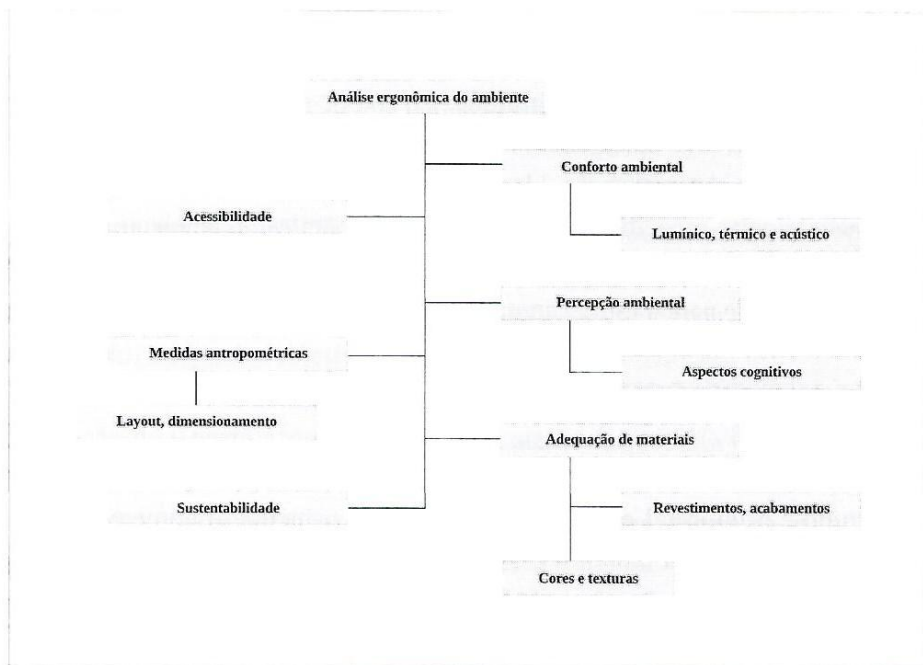 Análise ergonômica do ambiente
Conforto ambiental
Acessibilidade
Lumínico, térmico e acústico
Percepção ambiental
Medidas antropométricas
Aspectos cognitivos
Layout, dimensionamento
Adequação de materiais
Sustentabilidade
Revestimentos, acabamentos
Cores e texturas